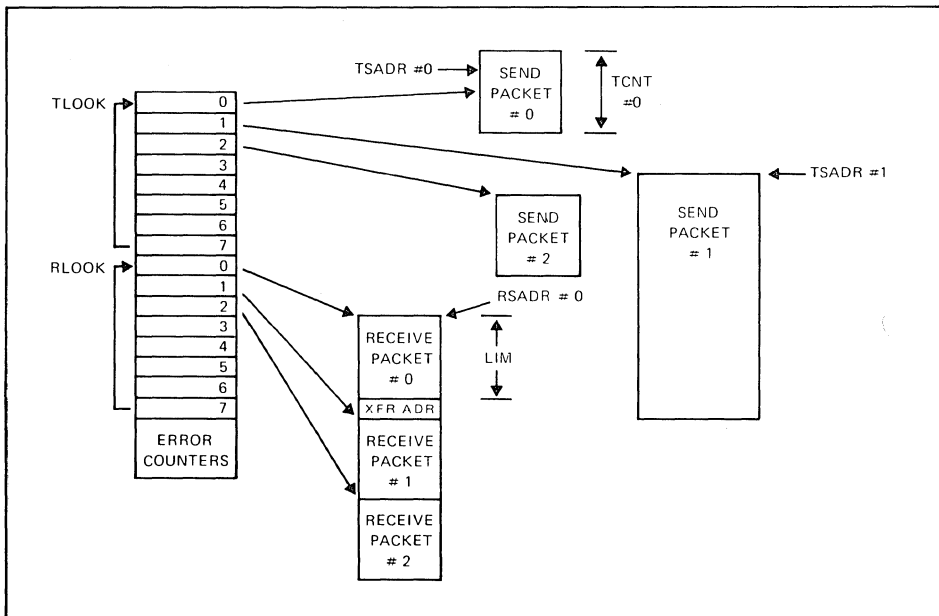 TSADR #0
SEND
PACKET
# 0
TCNT
#0
TLOOK
0
1
2
3
4
5
6
7
TSADR #1
SEND
PACKET
# 1
SEND
PACKET
# 2
RLOOK
0
1
2
3
4
5
6
7
ERROR
COUNTERS
RSADR # 0
RECEIVE
PACKET
# 0
LIM
XFR ADR
RECEIVE
PACKET
# 1
RECEIVE
PACKET
# 2